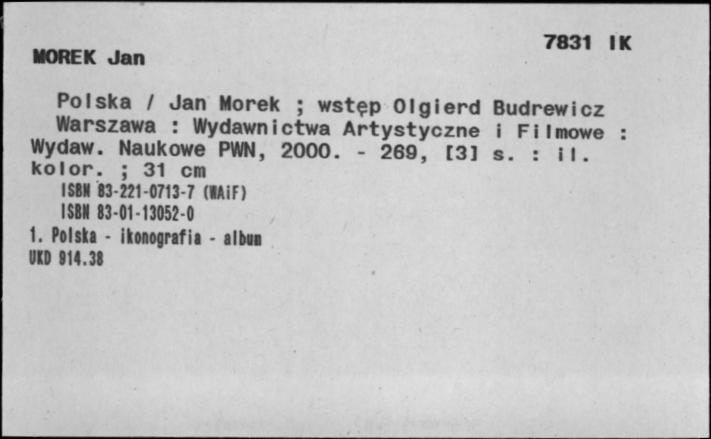 7831 IK
MOREK Jan
Polska / Jan Morek ; wstęp Olgierd Budrewicz
Warszawa : Wydawnictwa Artystyczne i Filmowe :
Wydaw. Naukowe PWN, 2000. - 269, [3] s. : il.
kolor. ; 31 cm
ISBN 83-221-0713-7 (WAiF)
ISBN 83-01-13052-0
1. Polska - ikonografia - album
UKD 914.38